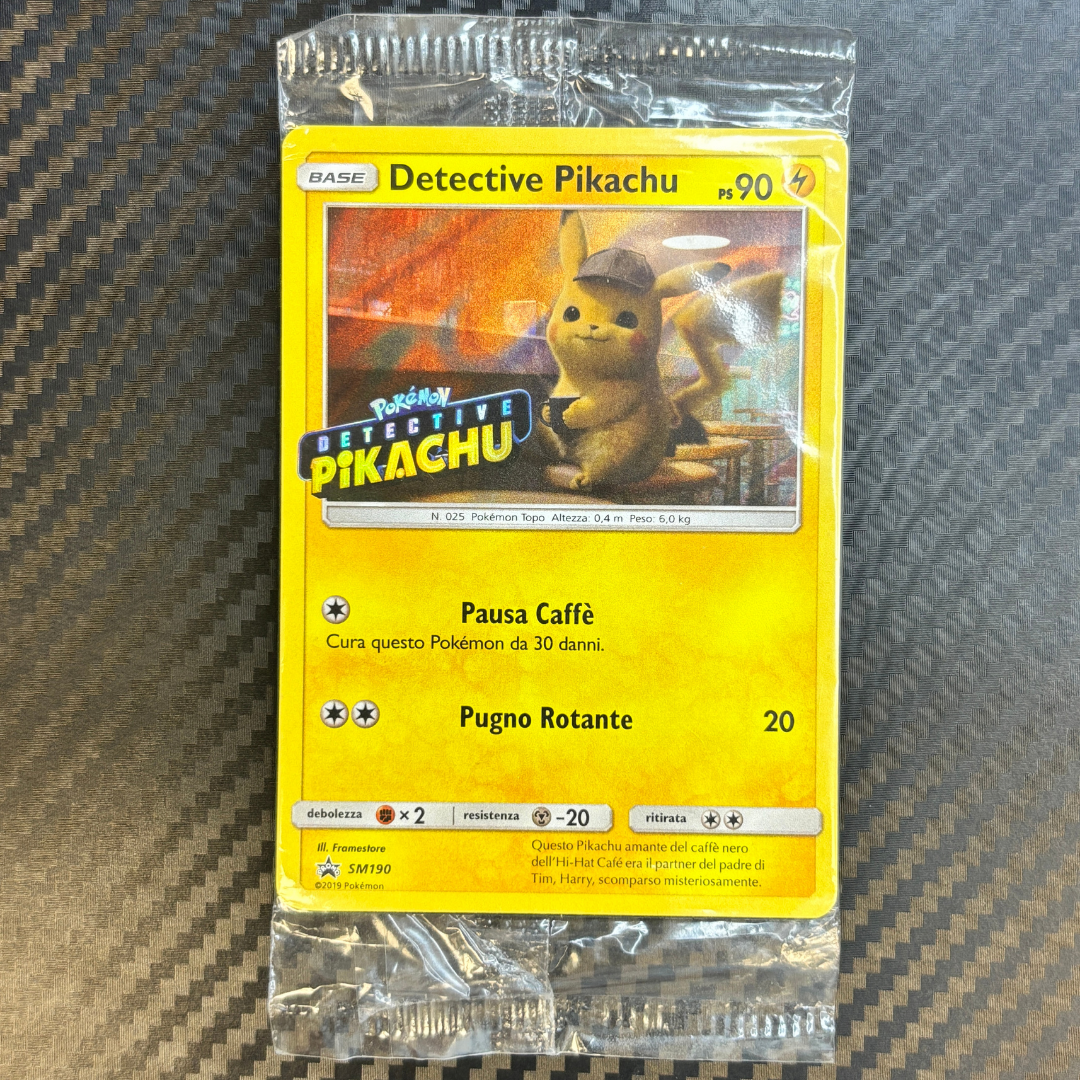 BASE Detective Pikachu PS 90
POKéMON
DETECTIVE
PiKACHU
N. 025 Pokémon Topo Altezza: 0,4 m Peso: 6,0 kg
Pausa Caffè
Cura questo Pokémon da 30 danni.
Pugno Rotante 20
debolezza ×2 resistenza -20 ritirata
Ill. Framestore
PROMO SM190
©2019 Pokémon
Questo Pikachu amante del caffè nero
dell'Hi-Hat Café era il partner del padre di
Tim, Harry, scomparso misteriosamente.